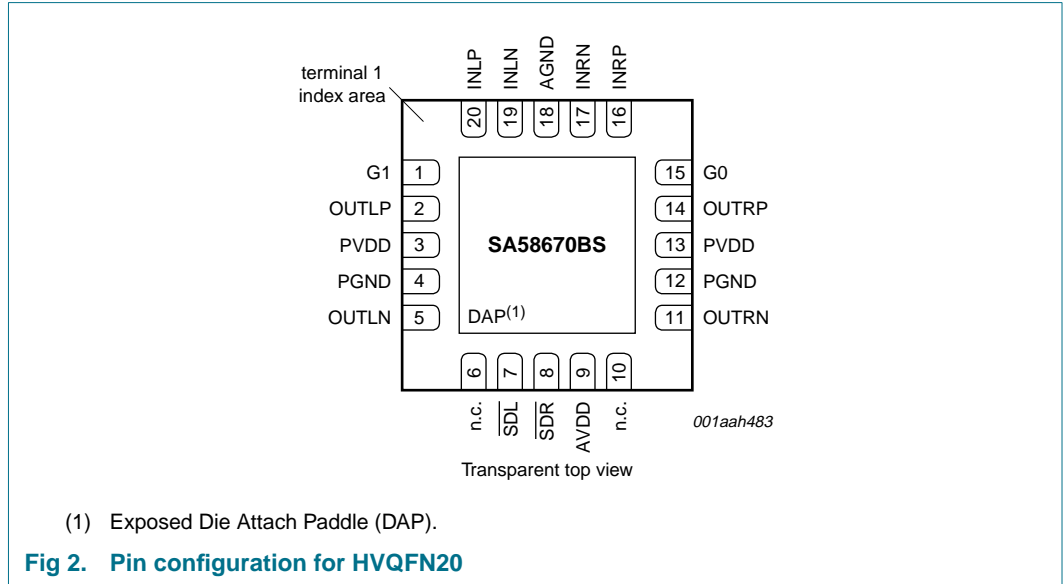 terminal 1
index area
INLP
INLN
AGND
INRN
INRP
20
19
18
17
16
G1 1
15 G0
OUTLP 2
14 OUTRP
PVDD 3
SA58670BS
13 PVDD
PGND 4
12 PGND
OUTLN 5
DAP(1)
11 OUTRN
6
7
8
9
10
n.c.
SDL
SDR
AVDD
n.c.
001aah483
Transparent top view
(1) Exposed Die Attach Paddle (DAP).
Fig 2. Pin configuration for HVQFN20